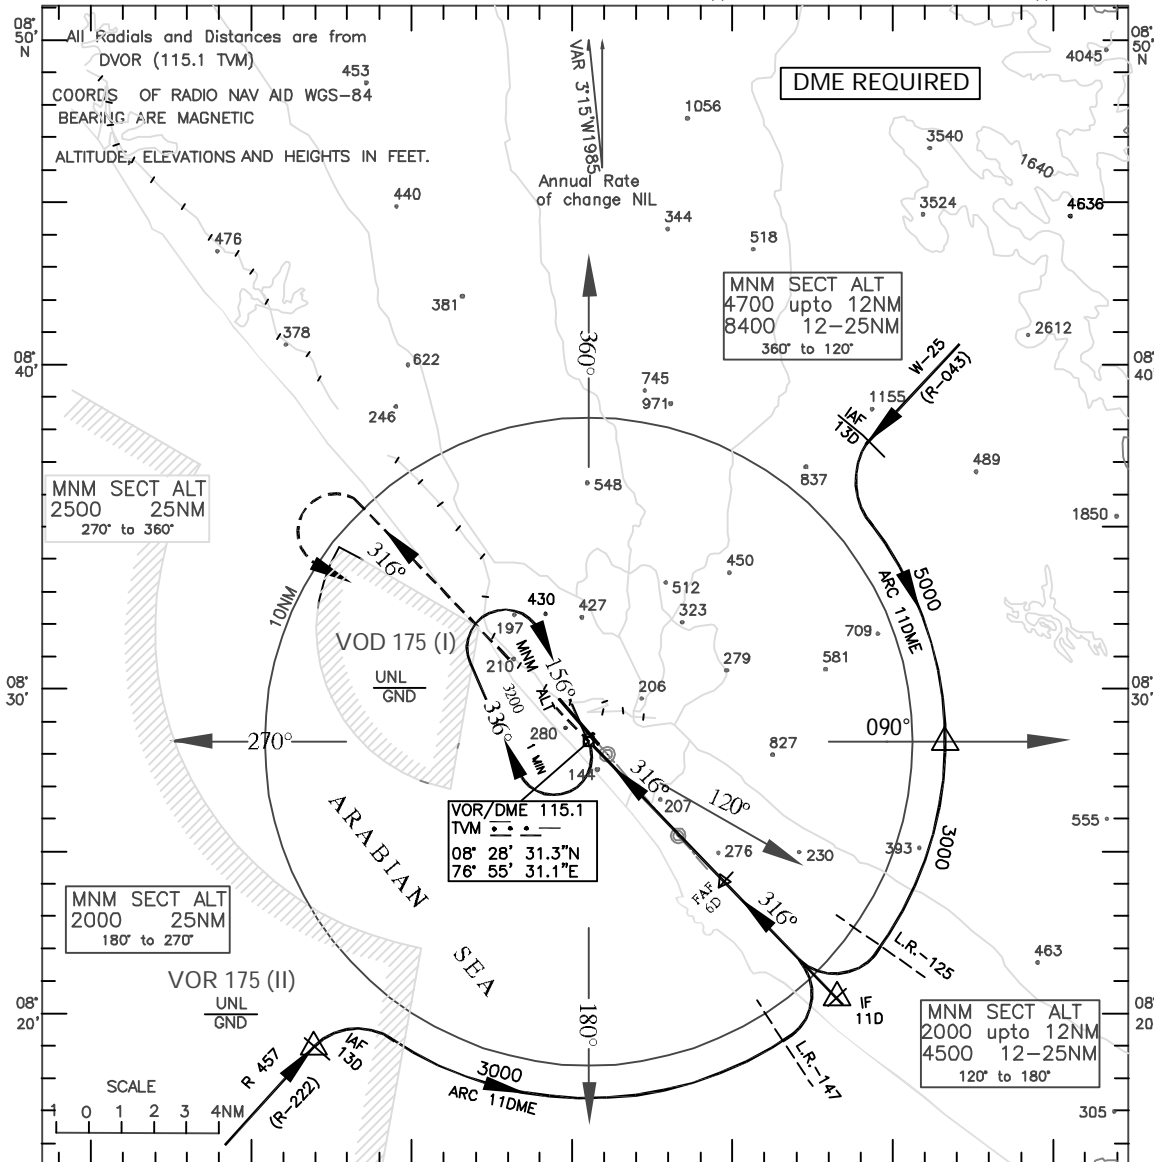 08°
50'
N
All Radials and Distances are from
DVOR (115.1 TVM)
COORDS OF RADIO NAV AID WGS-84
BEARING ARE MAGNETIC
ALTITUDE, ELEVATIONS AND HEIGHTS IN FEET.
453
VAR 3°15'W1985
Annual Rate
of change NIL
DME REQUIRED
08°
50'
N
4045
1056
3540
1640
440
476
344
518
3524
4636
381
378
622
246
MNM SECT ALT
4700 upto 12NM
8400 12-25NM
360° to 120°
2612
08°
40'
08°
40'
360°
745
971
W-25
(R-043)
1155
IAF
13D
489
837
548
1850
MNM SECT ALT
2500 25NM
270° to 360°
316°
10NM
450
512
323
430
427
197
210
5000
ARC 11DME
709
581
279
206
VOD 175 (I)
UNL
GND
MNM
ALT
3200
156°
336°
1 MIN
280
144
08°
30'
08°
30'
270°
090°
827
316°
120°
207
276
230
393
3000
555
VOR/DME 115.1
TVM
08° 28' 31.3"N
76° 55' 31.1"E
ARABIAN
SEA
FAF
6D
316°
L.R.-125
463
MNM SECT ALT
2000 25NM
180° to 270°
VOR 175 (II)
UNL
GND
180°
IF
11D
08°
20'
08°
20'
MNM SECT ALT
2000 upto 12NM
4500 12-25NM
120° to 180°
IAF
13D
R 457
(R-222)
3000
ARC 11DME
L.R.-147
SCALE
1 0 1 2 3 4NM
305